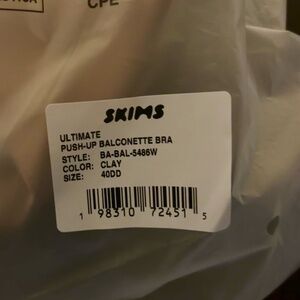 CPE
SKIMS
ULTIMATE
PUSH-UP BALCONETTE BRA
STYLE: BA-BAL-5486W
COLOR: CLAY
SIZE: 40DD
1 98310 72451 5